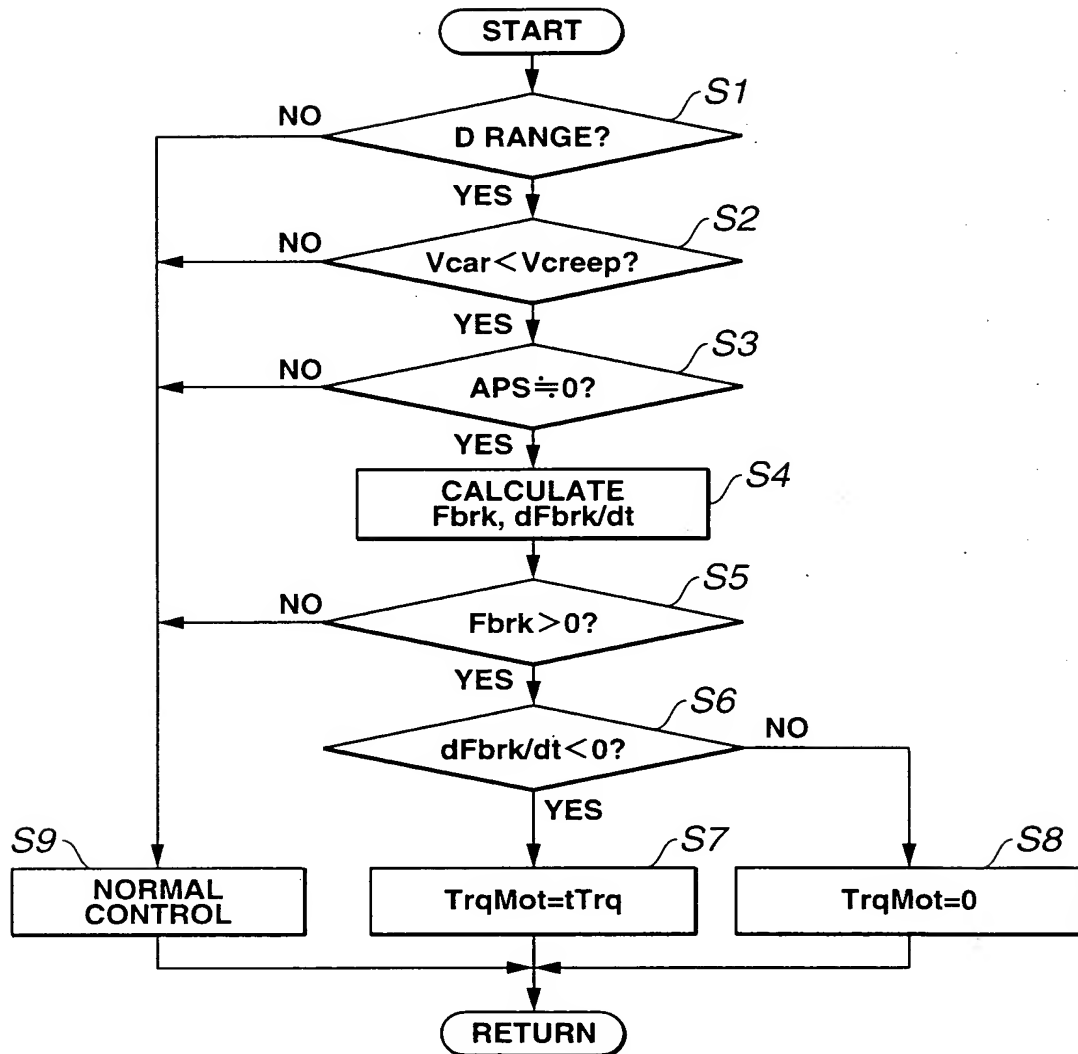 START
S1
NO
D RANGE?
YES
S2
NO
Vcar<Vcreep?
YES
S3
NO
APS≒0?
YES
S4
CALCULATE
Fbrk, dFbrk/dt
S5
NO
Fbrk>0?
YES
S6
NO
dFbrk/dt<0?
YES
S9
S7
S8
NORMAL
CONTROL
TrqMot=tTrq
TrqMot=0
RETURN